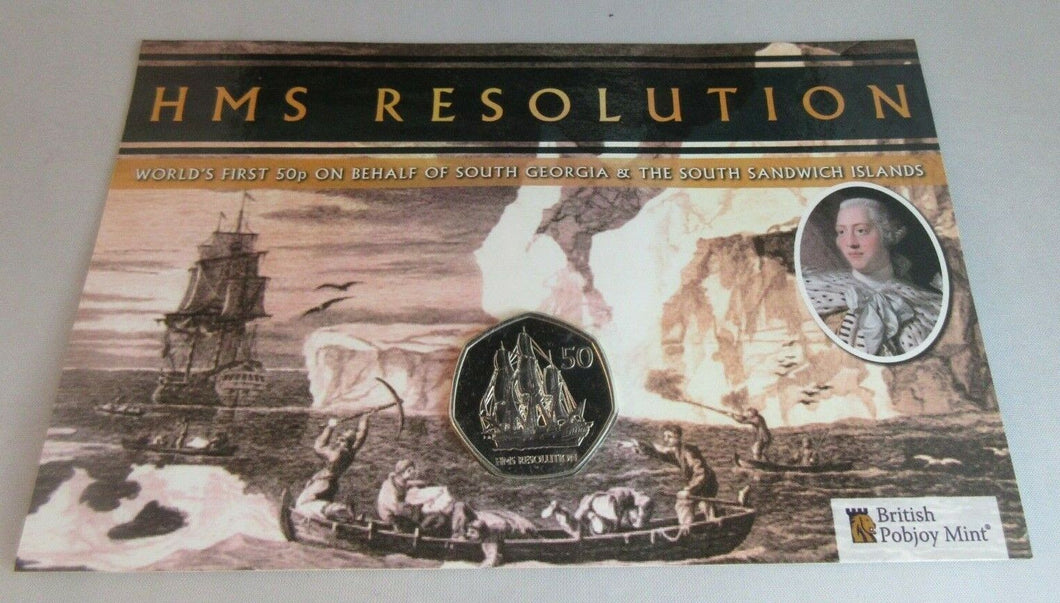 HMS RESOLUTION
WORLD'S FIRST 50p ON BEHALF OF SOUTH GEORGIA & THE SOUTH SANDWICH ISLANDS
50
HMS RESOLUTION
British
Pobjoy Mint®